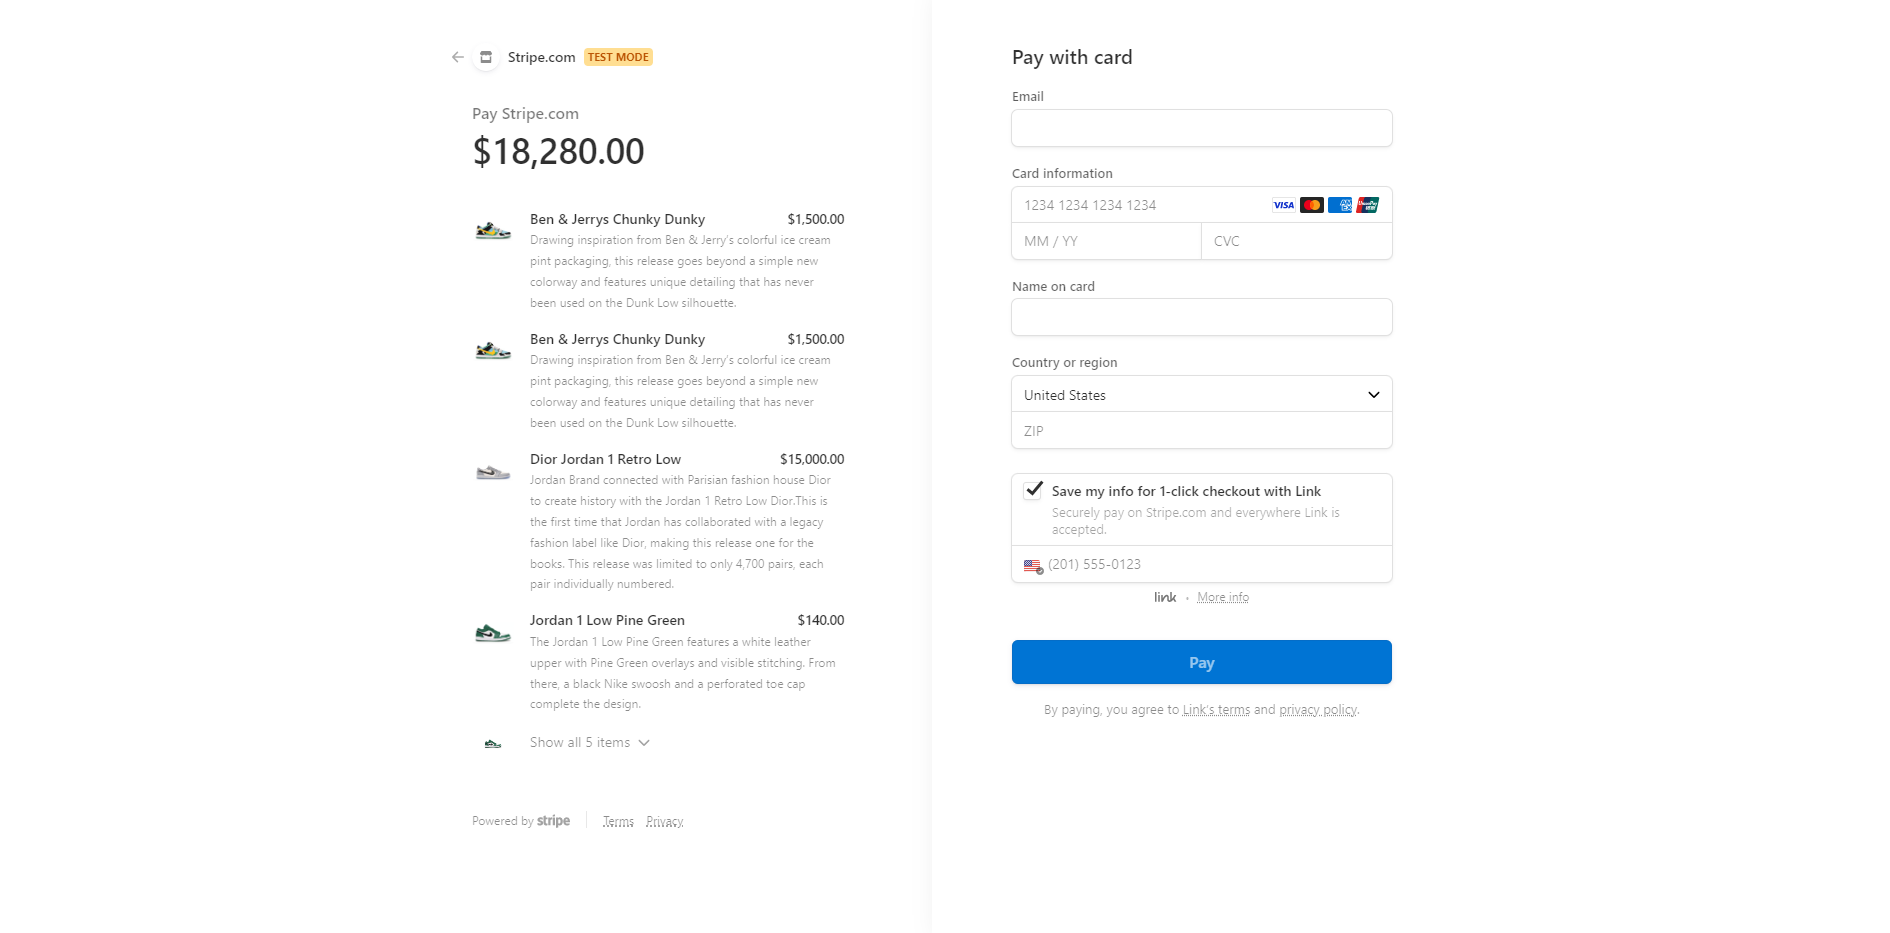 Stripe.com TEST MODE
Pay Stripe.com
$18,280.00
Ben & Jerrys Chunky Dunky $1,500.00
Drawing inspiration from Ben & Jerry's colorful ice cream
pint packaging, this release goes beyond a simple new
colorway and features unique detailing that has never
been used on the Dunk Low silhouette.
Ben & Jerrys Chunky Dunky $1,500.00
Drawing inspiration from Ben & Jerry's colorful ice cream
pint packaging, this release goes beyond a simple new
colorway and features unique detailing that has never
been used on the Dunk Low silhouette.
Dior Jordan 1 Retro Low $15,000.00
Jordan Brand connected with Parisian fashion house Dior
to create history with the Jordan 1 Retro Low Dior.This is
the first time that Jordan has collaborated with a legacy
fashion label like Dior, making this release one for the
books. This release was limited to only 4,700 pairs, each
pair individually numbered.
Jordan 1 Low Pine Green $140.00
The Jordan 1 Low Pine Green features a white leather
upper with Pine Green overlays and visible stitching. From
there, a black Nike swoosh and a perforated toe cap
complete the design.
Show all 5 items
Powered by stripe Terms Privacy
Pay with card
Email
Card information
1234 1234 1234 1234 VISA AMEX UnionPay
MM / YY CVC
Name on card
Country or region
United States
ZIP
Save my info for 1-click checkout with Link
Securely pay on Stripe.com and everywhere Link is
accepted.
(201) 555-0123
link • More info
Pay
By paying, you agree to Link's terms and privacy policy.